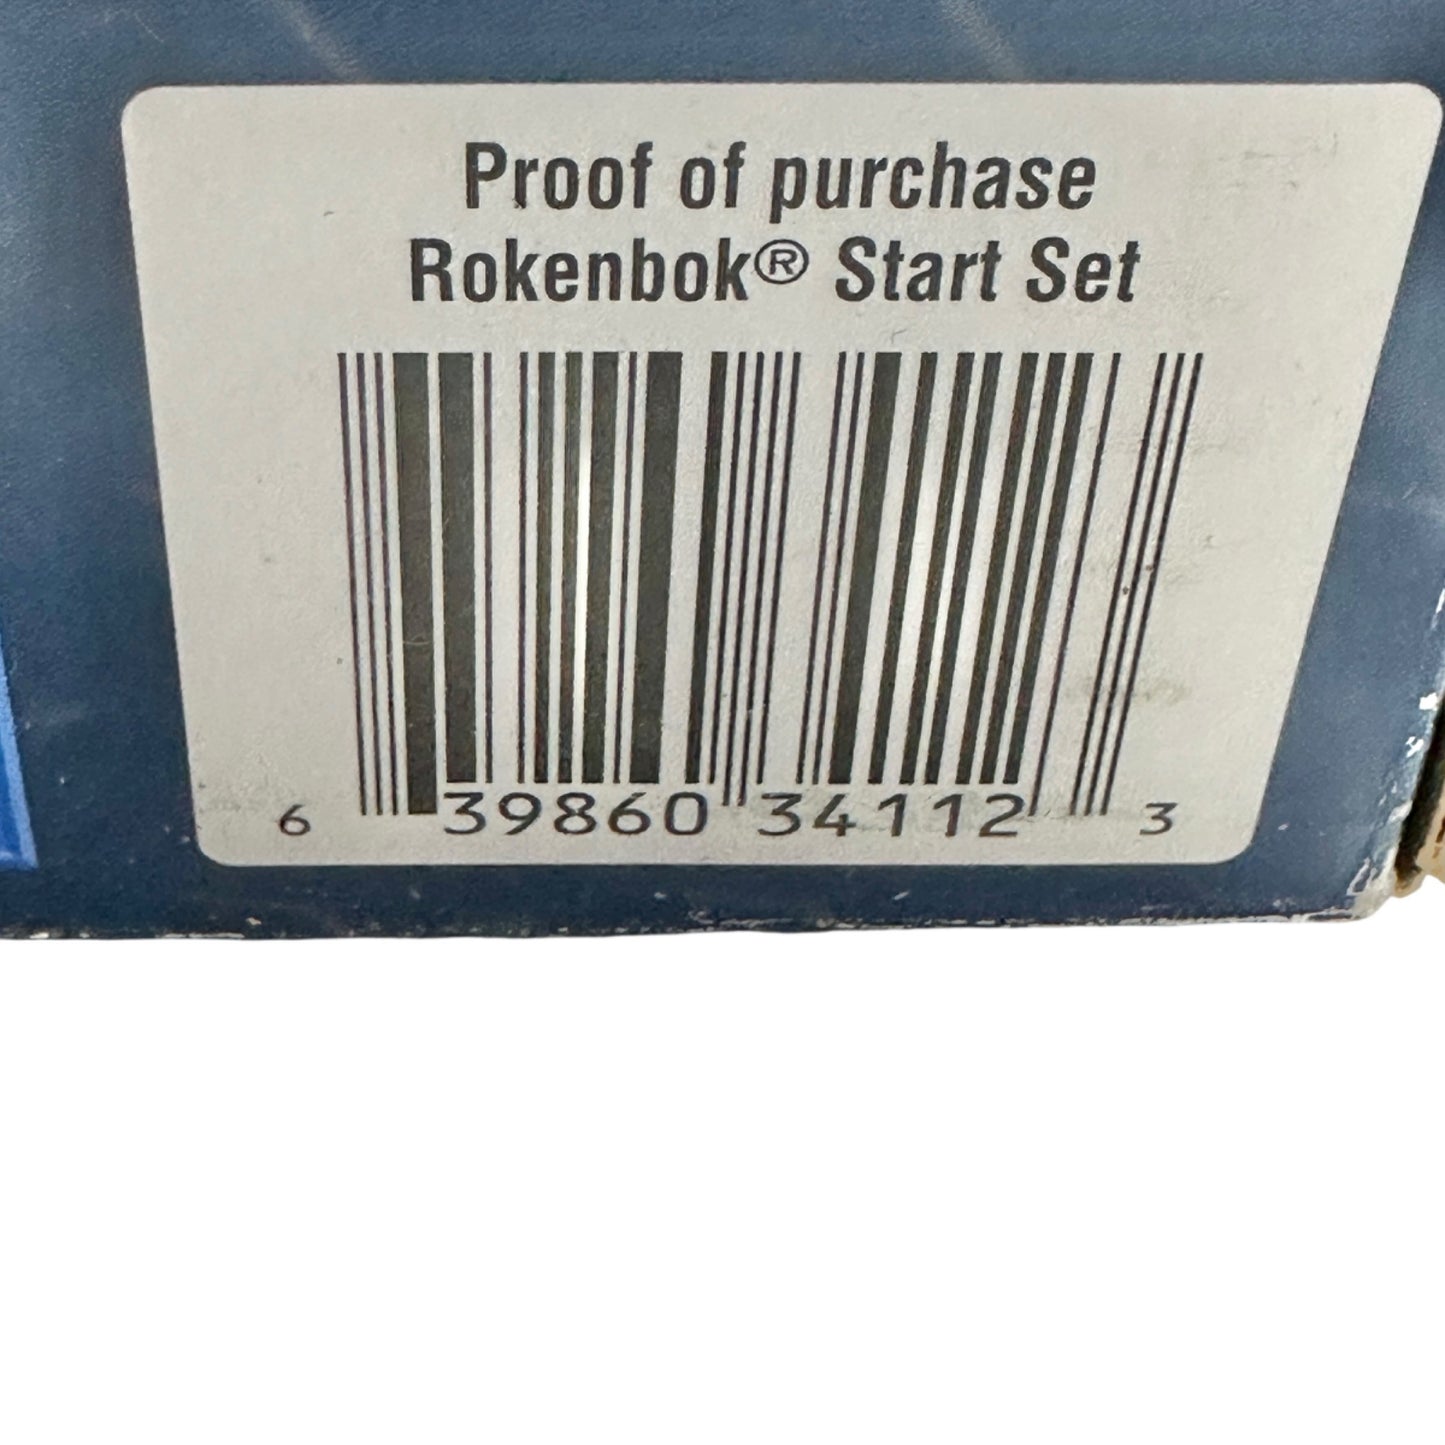 Proof of purchase
Rokenbok® Start Set
6 39860 34112 3